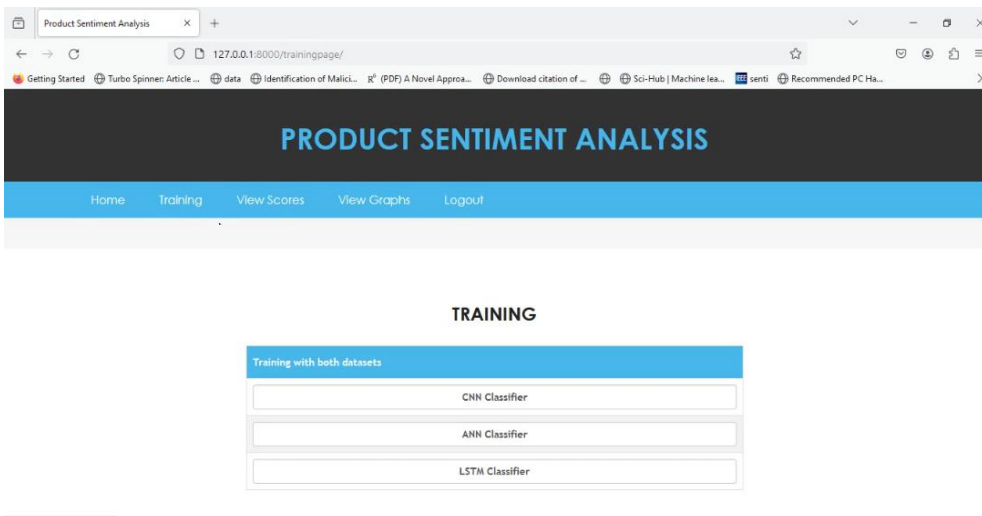 Product Sentiment Analysis
127.0.0.1:8000/trainingpage/
Getting Started Turbo Spinner: Article ... data Identification of Malici... R⁶ (PDF) A Novel Approa... Download citation of ... Sci-Hub | Machine lea... IEEE senti Recommended PC Ha...
PRODUCT SENTIMENT ANALYSIS
Home Training View Scores View Graphs Logout
TRAINING
Training with both datasets
CNN Classifier
ANN Classifier
LSTM Classifier